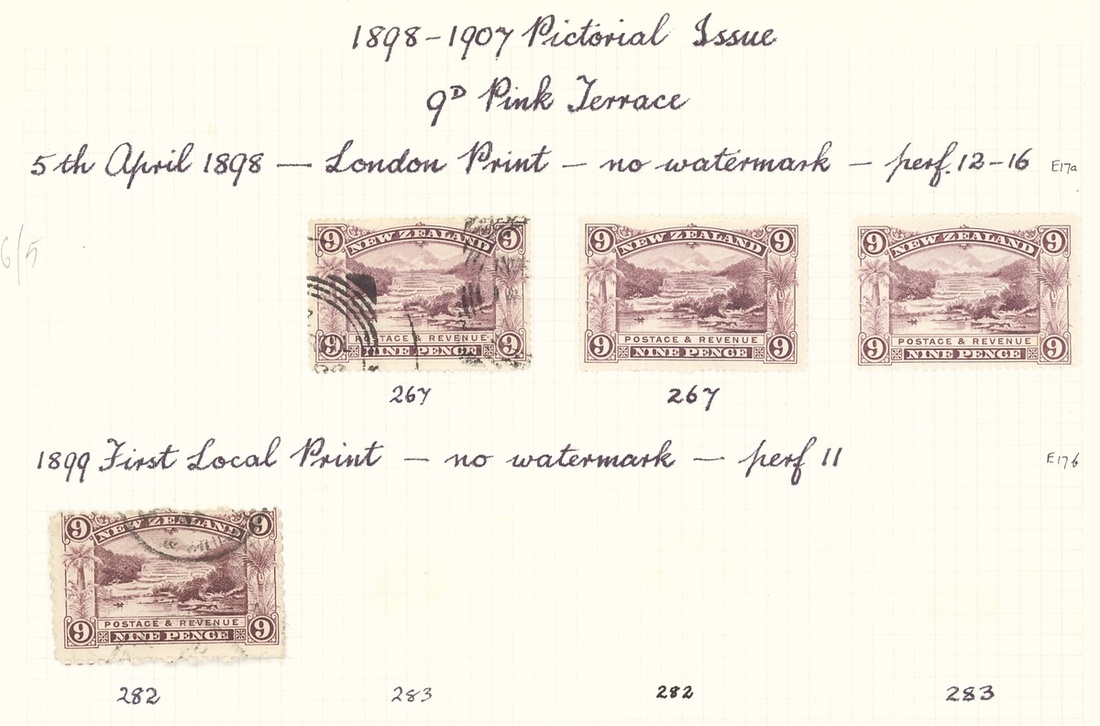 1898-1907 Pictorial Issue
9D Pink Terrace
5th April 1898 — London Print — no watermark — perf. 12-16 E17a
6/5
9 NEW ZEALAND 9
9 POSTAGE & REVENUE 9
NINE PENCE
9 NEW ZEALAND 9
9 POSTAGE & REVENUE 9
NINE PENCE
9 NEW ZEALAND 9
9 POSTAGE & REVENUE 9
NINE PENCE
267 267
1899 First Local Print — no watermark — perf 11 E17b
9 NEW ZEALAND 9
9 POSTAGE & REVENUE 9
NINE PENCE
282 283 282 283